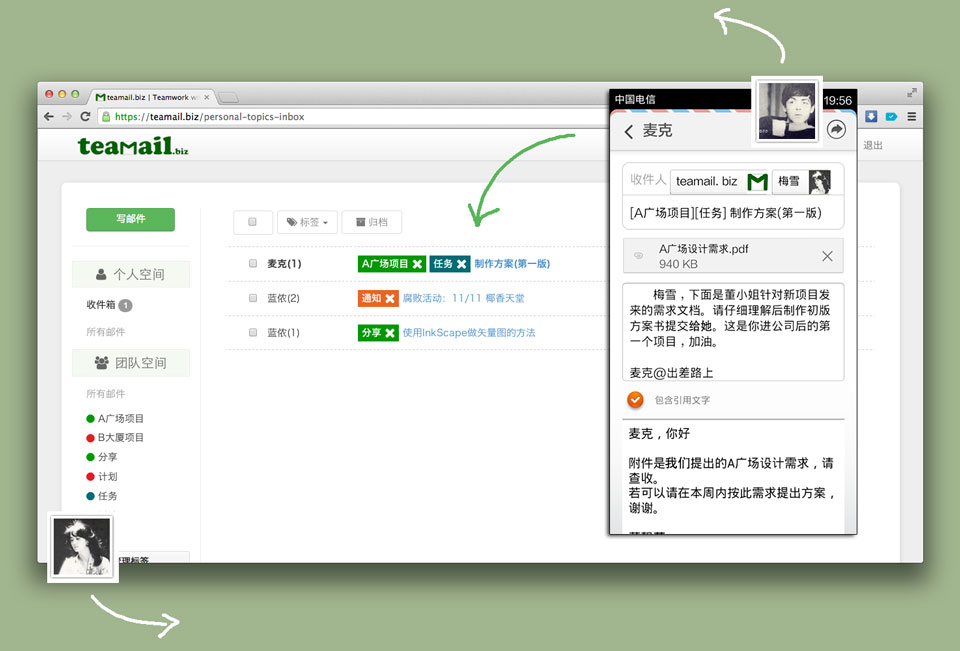 teamail.biz | Teamwork w
https://teamail.biz/personal-topics-inbox
teamail.biz
退出
写邮件
个人空间
收件箱 1
所有邮件
团队空间
所有邮件
A广场项目
B大厦项目
分享
计划
任务
管理标签
标签
归档
麦克(1)
A广场项目 任务 制作方案(第一版)
蓝侬(2)
通知 腐败活动：11/11 椰香天堂
蓝侬(1)
分享 使用InkScape做矢量图的方法
中国电信
19:56
麦克
收件人 teamail. biz 梅雪
[A广场项目][任务] 制作方案(第一版)
A广场设计需求.pdf
940 KB
梅雪，下面是董小姐针对新项目发
来的需求文档。请仔细理解后制作初版
方案书提交给她。这是你进公司后的第
一个项目，加油。
麦克@出差路上
包含引用文字
麦克，你好
附件是我们提出的A广场设计需求，请
查收。
若可以请在本周内按此需求提出方案，
谢谢。